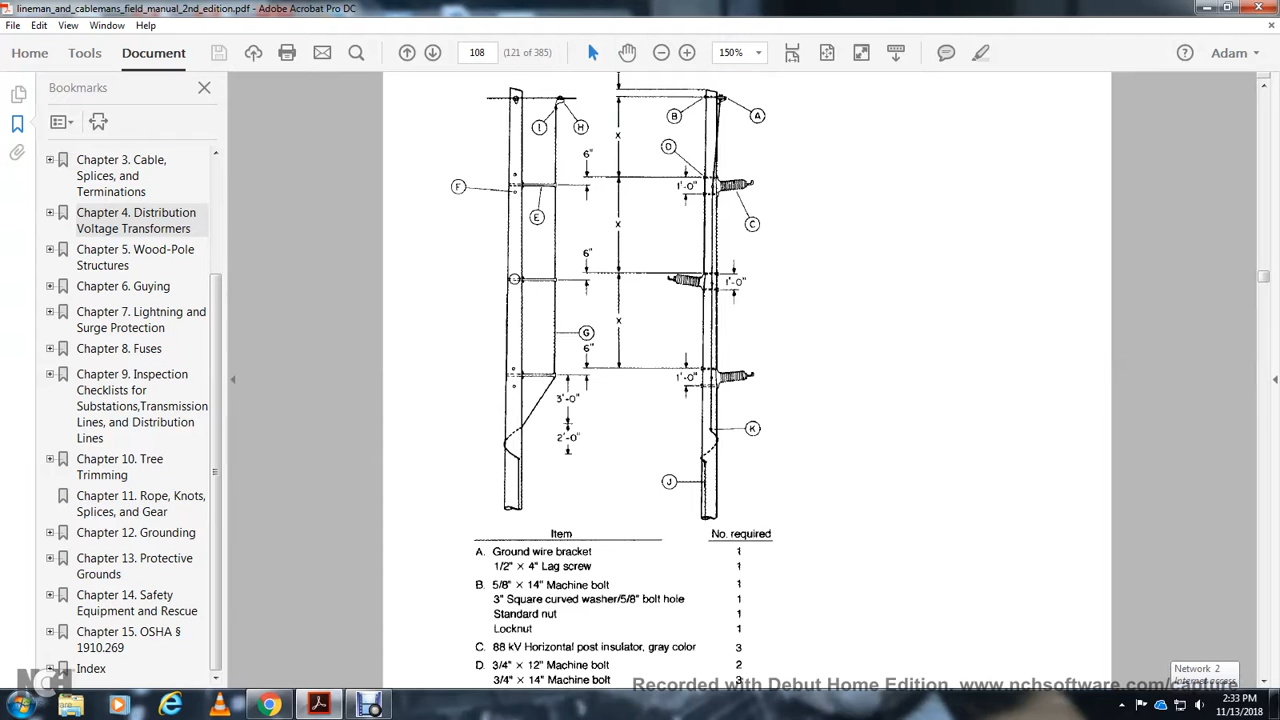 lineman_and_cablemans_field_manual_2nd_edition.pdf - Adobe Acrobat Pro DC
File Edit View Window Help
Home Tools Document 108 (121 of 385) 150% Adam
Bookmarks
Chapter 3. Cable,
Splices, and
Terminations
Chapter 4. Distribution
Voltage Transformers
Chapter 5. Wood-Pole
Structures
Chapter 6. Guying
Chapter 7. Lightning and
Surge Protection
Chapter 8. Fuses
Chapter 9. Inspection
Checklists for
Substations,Transmission
Lines, and Distribution
Lines
Chapter 10. Tree
Trimming
Chapter 11. Rope, Knots,
Splices, and Gear
Chapter 12. Grounding
Chapter 13. Protective
Grounds
Chapter 14. Safety
Equipment and Rescue
Chapter 15. OSHA §
1910.269
Index
I H B A
X
6" D
F 1'-0"
E C
X
6"
1'-0"
X
G
6"
1'-0"
3'-0"
K
2'-0"
J
Item No. required
A. Ground wire bracket 1
1/2" × 4" Lag screw 1
B. 5/8" × 14" Machine bolt 1
3" Square curved washer/5/8" bolt hole 1
Standard nut 1
Locknut 1
C. 88 kV Horizontal post insulator, gray color 3
D. 3/4" × 12" Machine bolt 2
3/4" × 14" Machine bolt 3
Network 2
Internet access
NCH
Recorded with Debut Home Edition. www.nchsoftware.com/capture
2:33 PM
11/13/2018